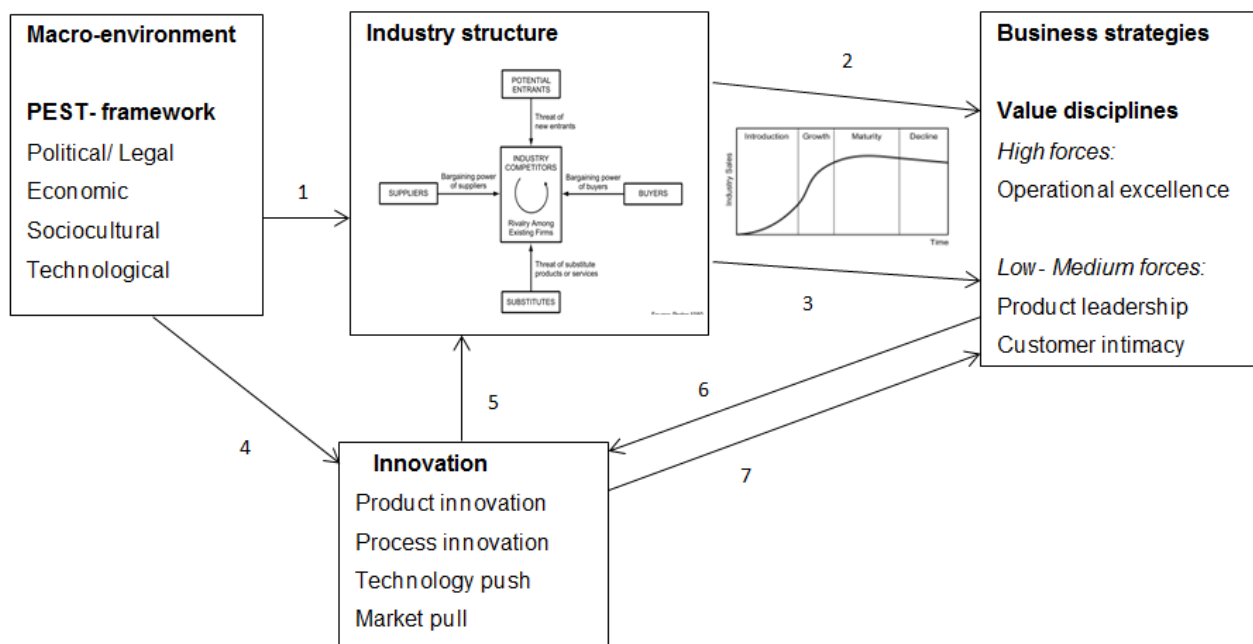 Macro-environment
PEST- framework
Political/ Legal
Economic
Sociocultural
Technological
1
Industry structure
POTENTIAL
ENTRANTS
Threat of
new entrants
INDUSTRY
COMPETITORS
Bargaining power
of suppliers
Bargaining power
of buyers
SUPPLIERS
BUYERS
Rivalry Among
Existing Firms
Threat of substitute
products or services
SUBSTITUTES
2
Introduction
Growth
Maturity
Decline
Industry Sales
Time
3
Business strategies
Value disciplines
High forces:
Operational excellence
Low- Medium forces:
Product leadership
Customer intimacy
4
5
6
7
Innovation
Product innovation
Process innovation
Technology push
Market pull